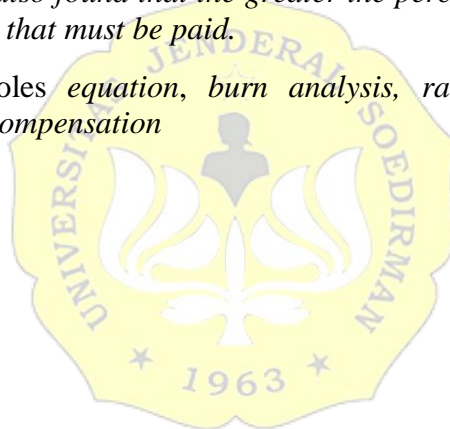 also found that the greater the perc
that must be paid.
oles equation, burn analysis, ra
ompensation
UNIVERSITAS JENDERAL SOEDIRMAN
1963